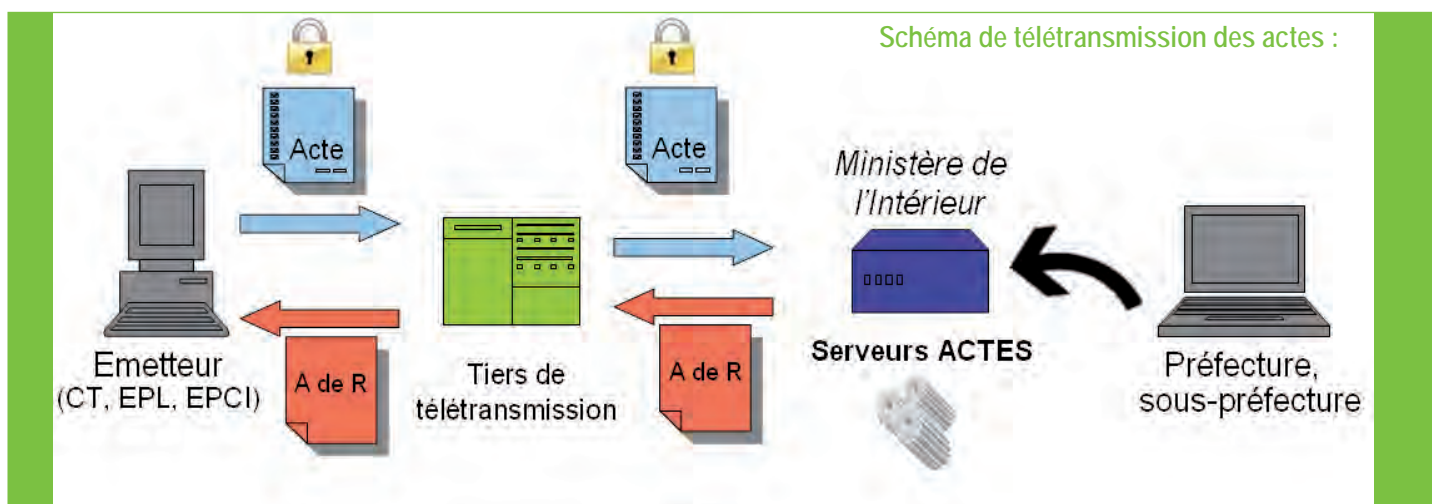 Schéma de télétransmission des actes :
Acte
Acte
Ministère de
l'Intérieur
Emetteur
(CT, EPL, EPCI)
A de R
Tiers de
télétransmission
A de R
Serveurs ACTES
Préfecture,
sous-préfecture